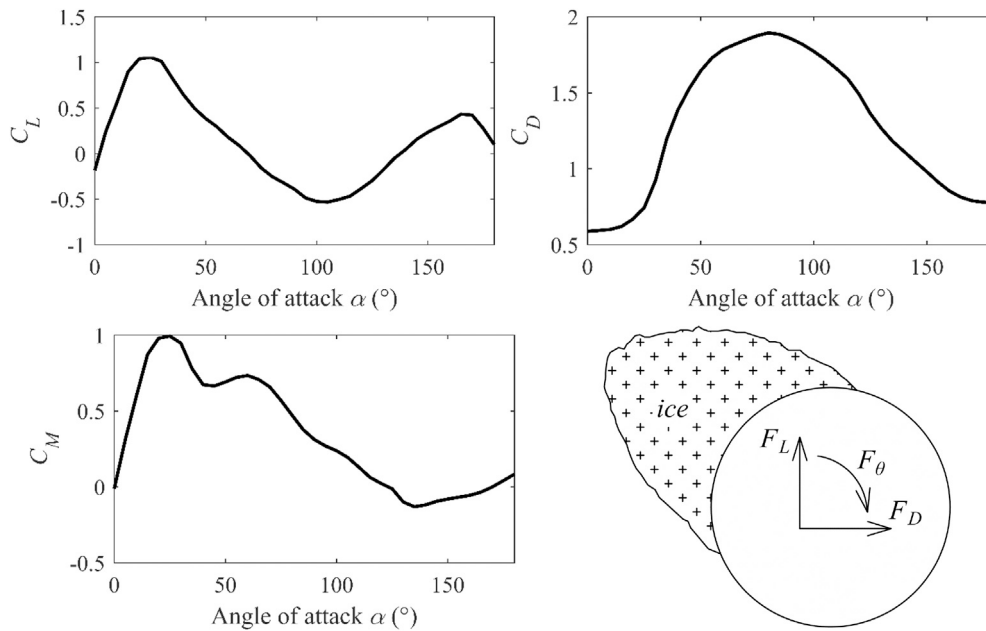 1.5
1
0.5
0
-0.5
-1
C_L
0 50 100 150
Angle of attack α (°)
2
1.5
1
0.5
C_D
0 50 100 150
Angle of attack α (°)
1
0.5
0
-0.5
C_M
0 50 100 150
Angle of attack α (°)
ice
F_L
F_θ
F_D